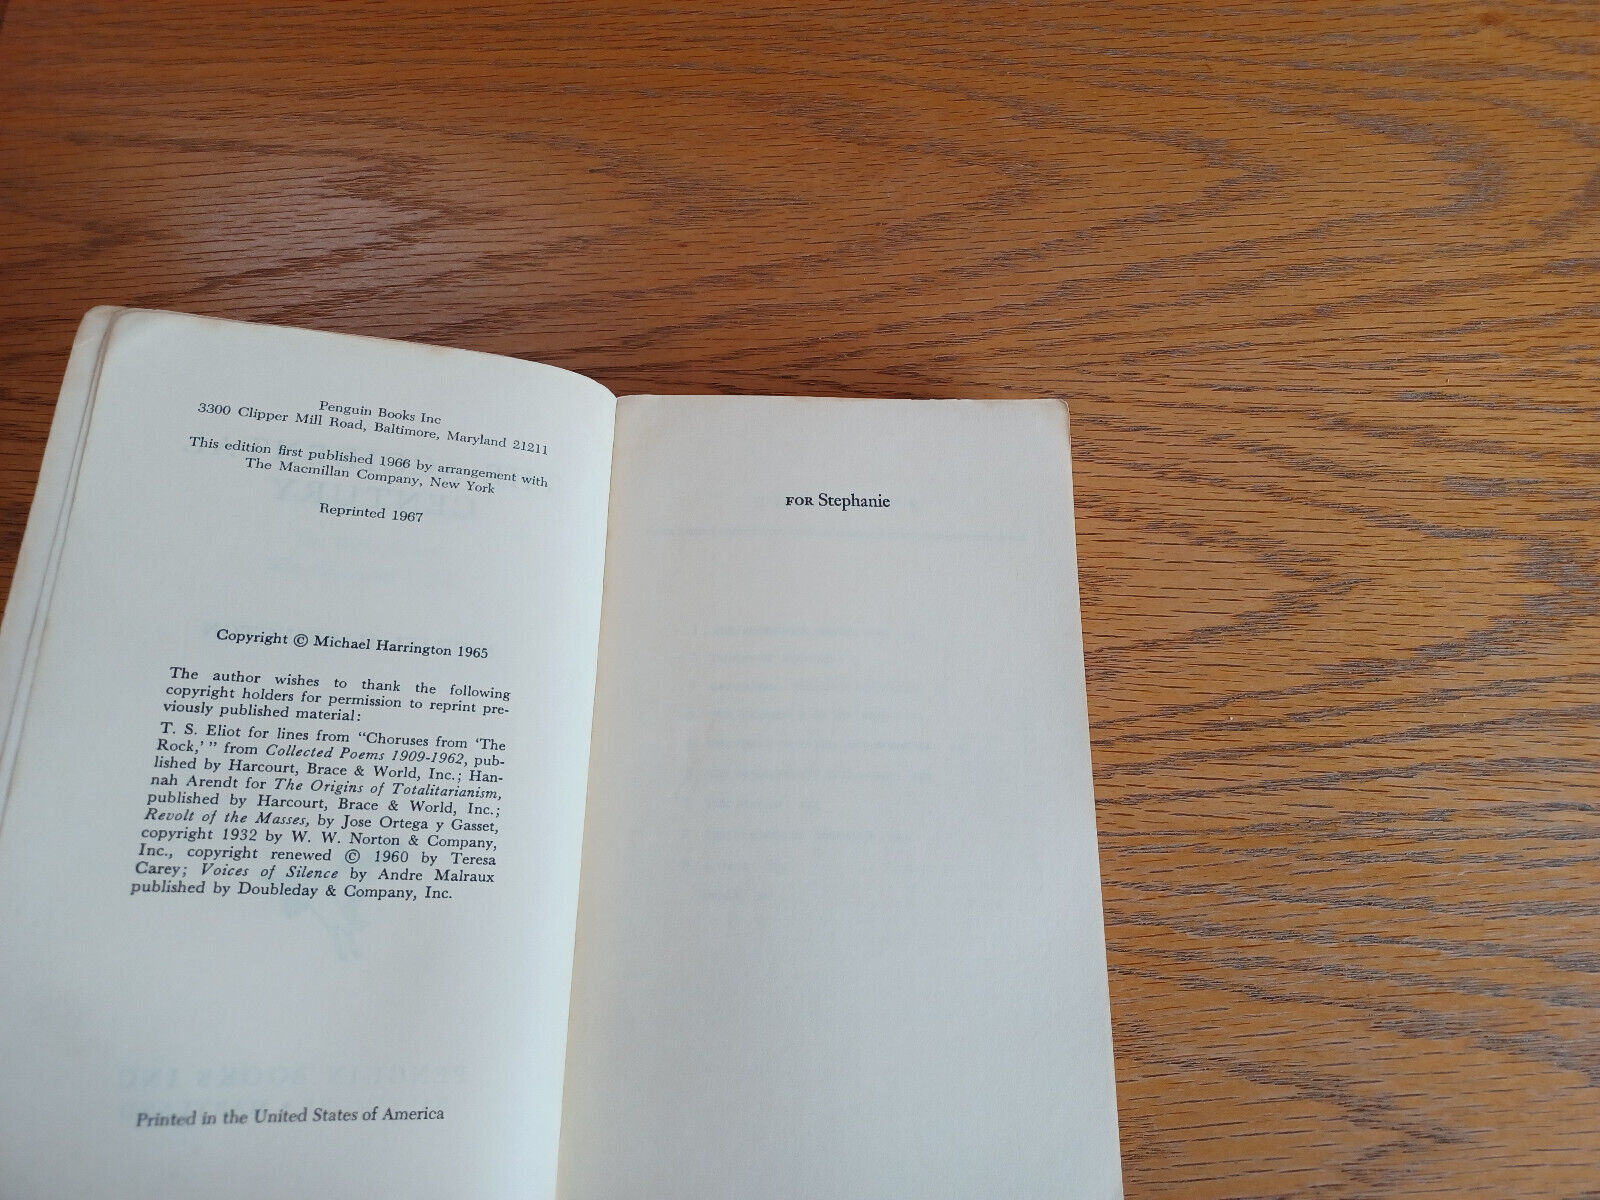 Penguin Books Inc
3300 Clipper Mill Road, Baltimore, Maryland 21211
This edition first published 1966 by arrangement with
The Macmillan Company, New York
Reprinted 1967
Copyright © Michael Harrington 1965
The author wishes to thank the following
copyright holders for permission to reprint pre-
viously published material:
T. S. Eliot for lines from “Choruses from ‘The
Rock,’ ” from Collected Poems 1909-1962, pub-
lished by Harcourt, Brace & World, Inc.; Han-
nah Arendt for The Origins of Totalitarianism,
published by Harcourt, Brace & World, Inc.;
Revolt of the Masses, by Jose Ortega y Gasset,
copyright 1932 by W. W. Norton & Company,
Inc., copyright renewed © 1960 by Teresa
Carey; Voices of Silence by Andre Malraux
published by Doubleday & Company, Inc.
Printed in the United States of America
FOR Stephanie